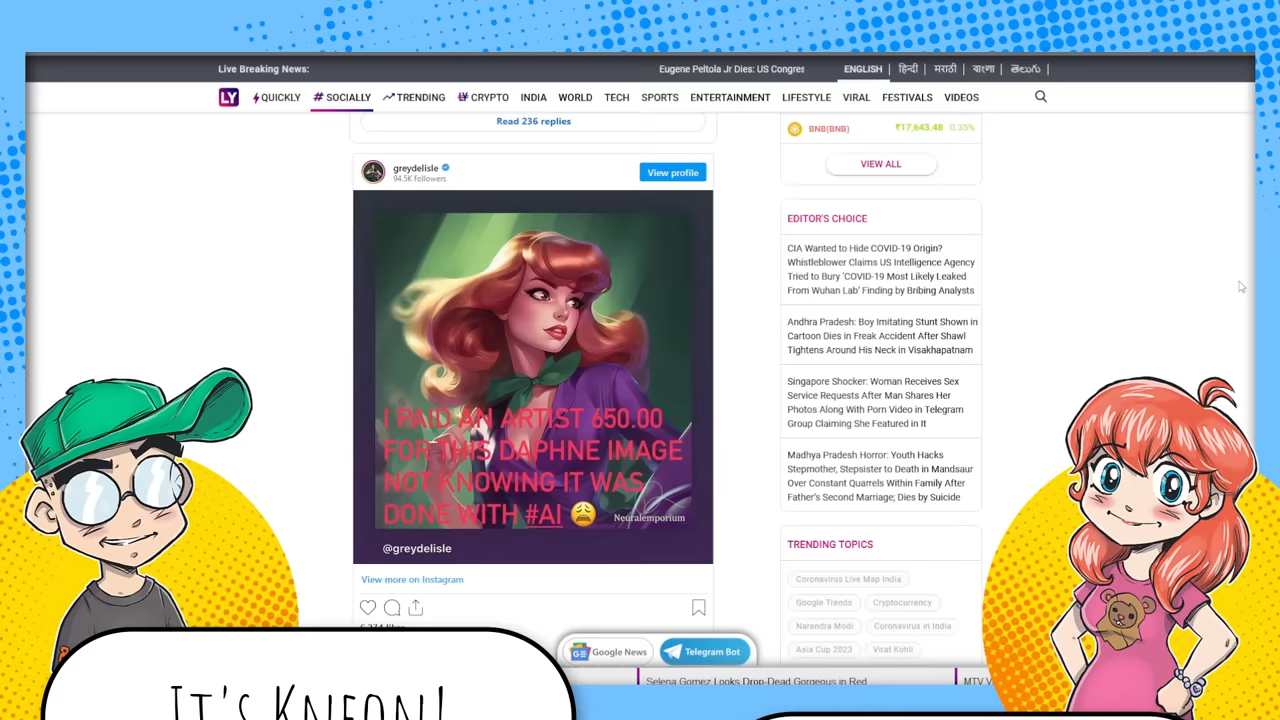 Live Breaking News:
Eugene Peltola Jr Dies: US Congres
ENGLISH | हिन्दी | मराठी | বাংলা | తెలుగు |
LY
QUICKLY
# SOCIALLY
TRENDING
CRYPTO
INDIA
WORLD
TECH
SPORTS
ENTERTAINMENT
LIFESTYLE
VIRAL
FESTIVALS
VIDEOS
Read 236 replies
greydelisle
94.5K followers
View profile
I PAID AN ARTIST 650.00
FOR THIS DAPHNE IMAGE
NOT KNOWING IT WAS
DONE WITH #AI
Neuralemporium
@greydelisle
View more on Instagram
BNB(BNB)
₹17,643.48 0.35%
VIEW ALL
EDITOR'S CHOICE
CIA Wanted to Hide COVID-19 Origin?
Whistleblower Claims US Intelligence Agency
Tried to Bury 'COVID-19 Most Likely Leaked
From Wuhan Lab' Finding by Bribing Analysts
Andhra Pradesh: Boy Imitating Stunt Shown in
Cartoon Dies in Freak Accident After Shawl
Tightens Around His Neck in Visakhapatnam
Singapore Shocker: Woman Receives Sex
Service Requests After Man Shares Her
Photos Along With Porn Video in Telegram
Group Claiming She Featured in It
Madhya Pradesh Horror: Youth Hacks
Stepmother, Stepsister to Death in Mandsaur
Over Constant Quarrels Within Family After
Father's Second Marriage; Dies by Suicide
TRENDING TOPICS
Coronavirus Live Map India
Google Trends
Cryptocurrency
Narendra Modi
Coronavirus in India
Asia Cup 2023
Virat Kohli
Google News
Telegram Bot
Selena Gomez Looks Drop-Dead Gorgeous in Red
MTV V
It's Kneon!